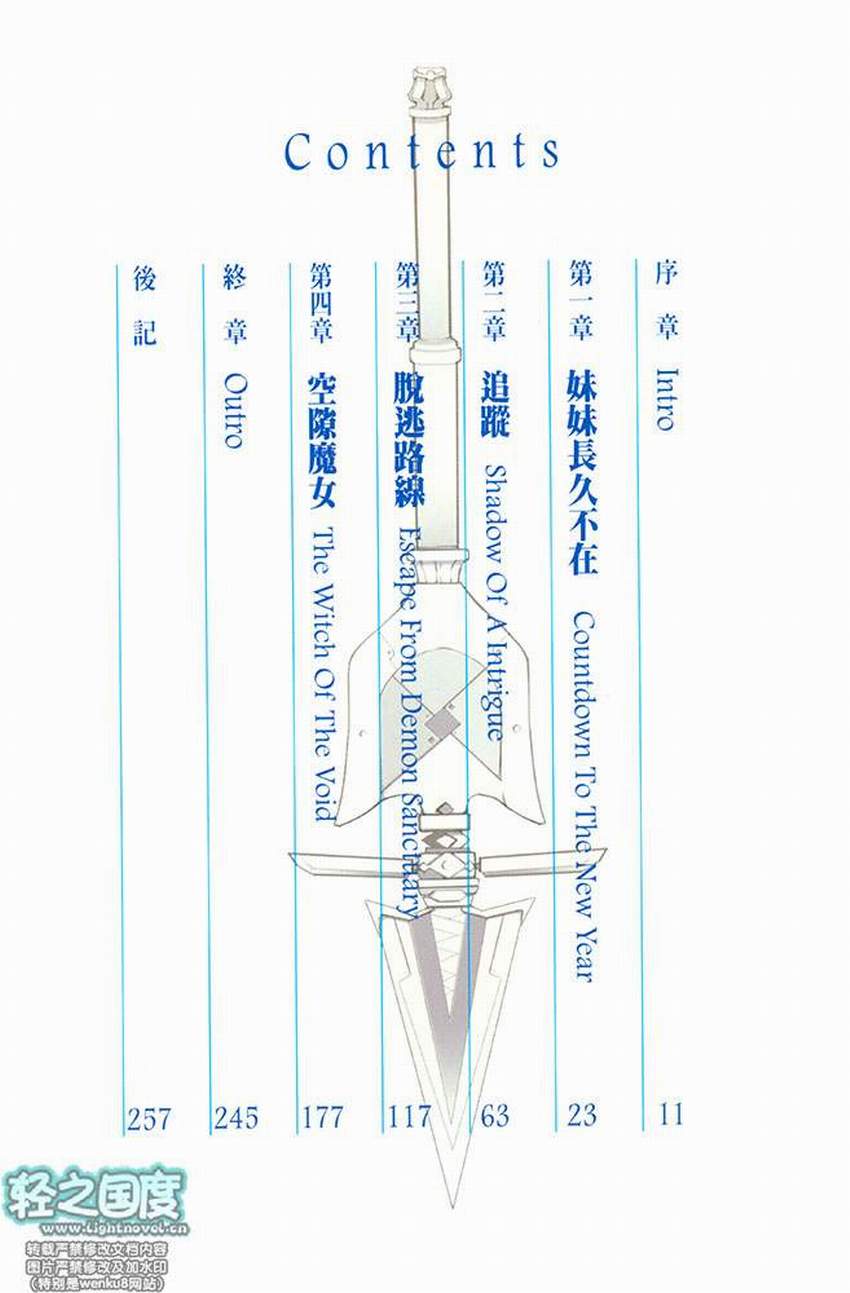 Contents
序章 Intro 11
第一章 妹妹長久不在 Countdown To The New Year 23
第二章 追蹤 Shadow Of A Intrigue 63
第三章 脫逃路線 Escape From Demon Sanctuary 117
第四章 空隙魔女 The Witch Of The Void 177
終章 Outro 245
後記 257
轻之国度
www.lightnovel.cn
转载严禁修改文档内容
图片严禁修改及加水印
(特别是wenku8网站)